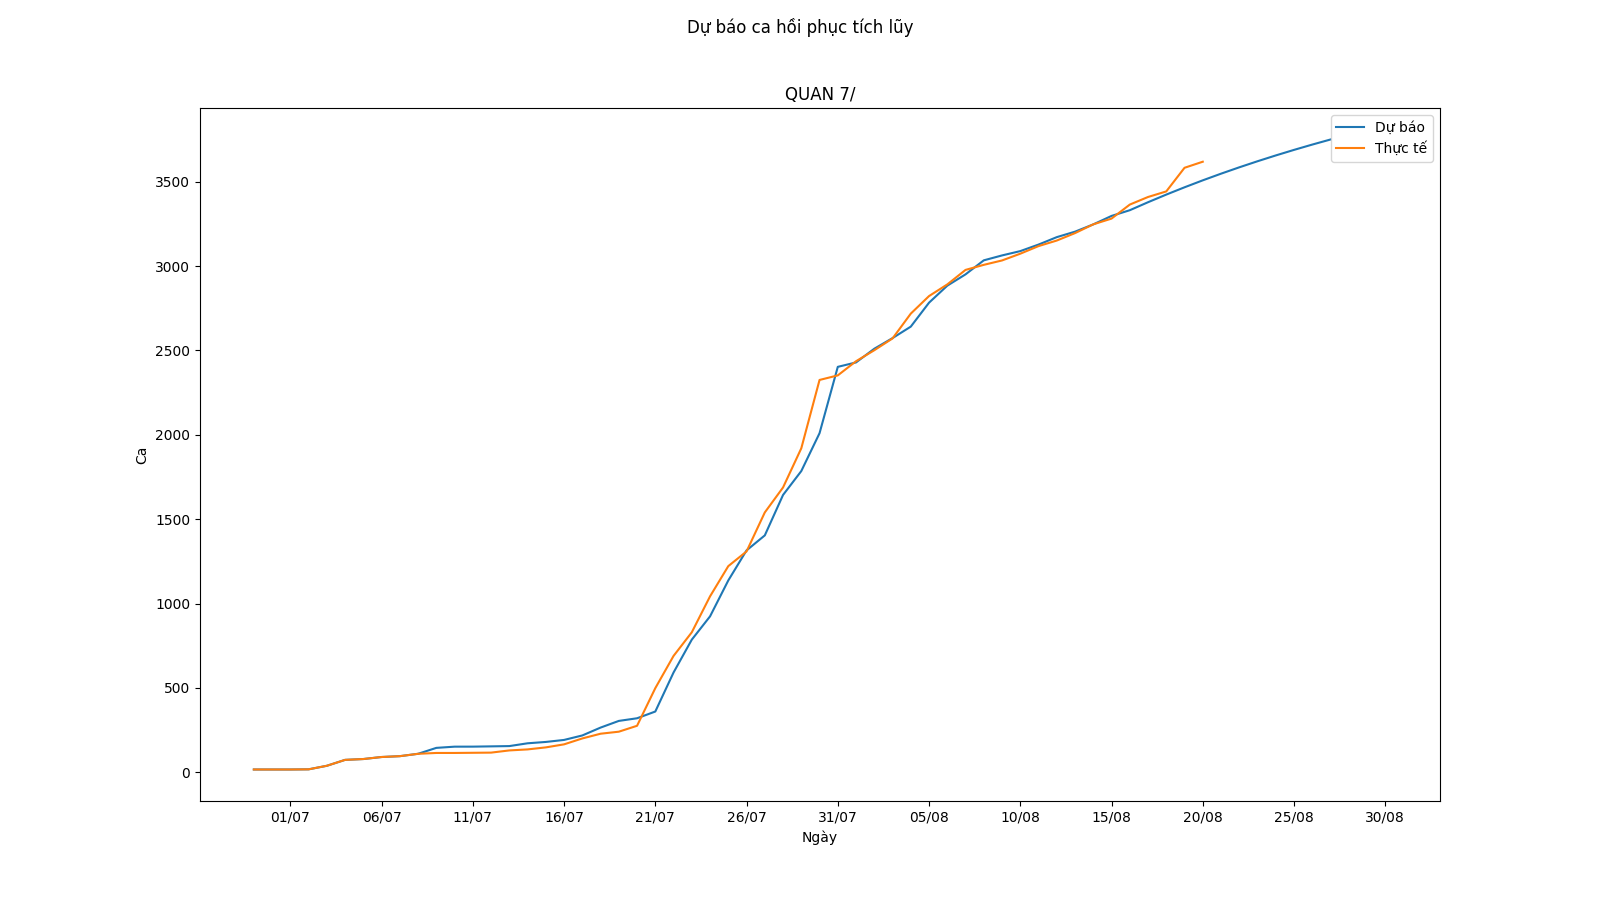 Dự báo ca hồi phục tích lũy
QUAN 7/
Dự báo
Thực tế
3500
3000
2500
2000
1500
1000
500
0
Ca
01/07 06/07 11/07 16/07 21/07 26/07 31/07 05/08 10/08 15/08 20/08 25/08 30/08
Ngày